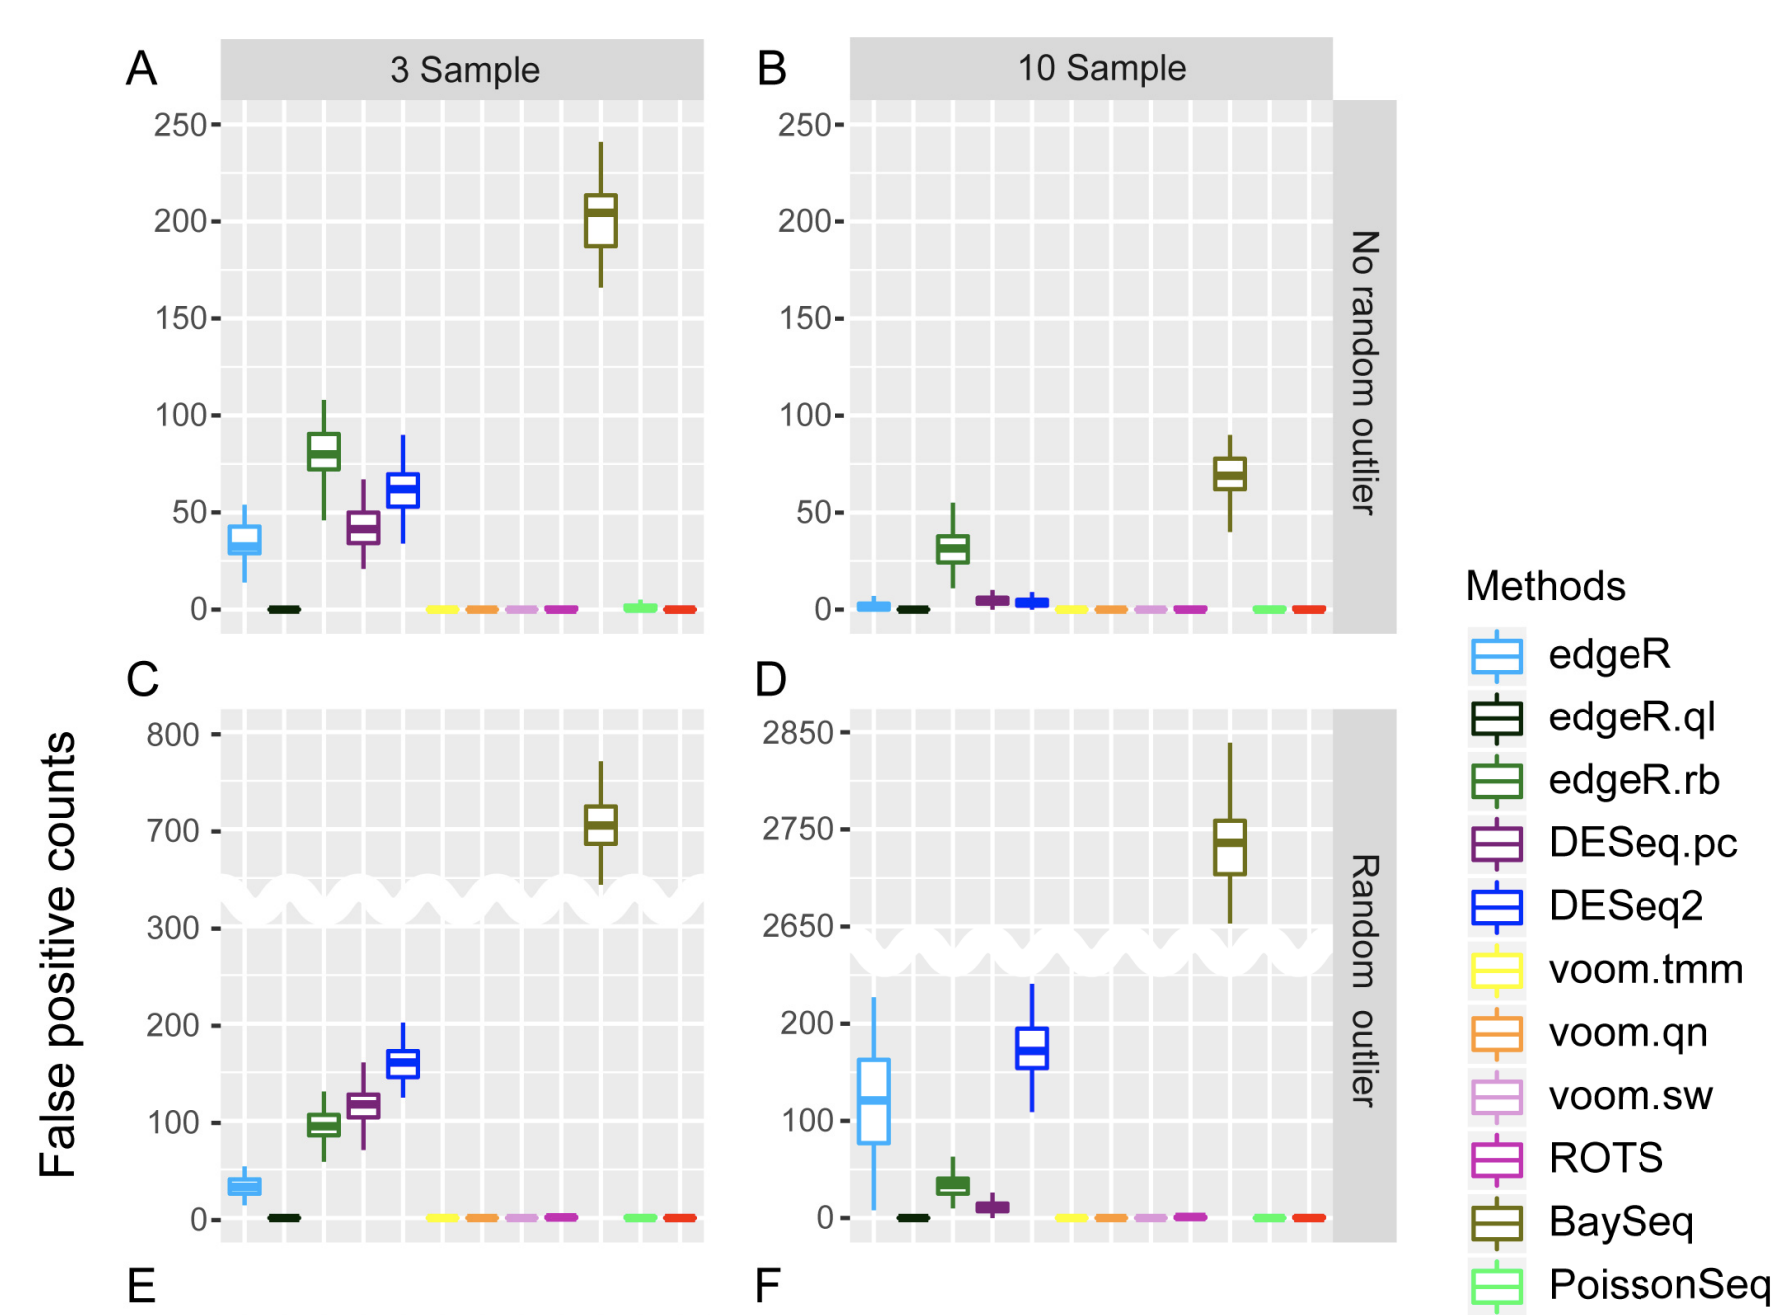 A
3 Sample
B
10 Sample
250
200
150
100
50
0
250
200
150
100
50
0
No random outlier
C
800
700
300
200
100
0
D
2850
2750
2650
200
100
0
Random outlier
False positive counts
E
F
Methods
edgeR
edgeR.ql
edgeR.rb
DESeq.pc
DESeq2
voom.tmm
voom.qn
voom.sw
ROTS
BaySeq
PoissonSeq